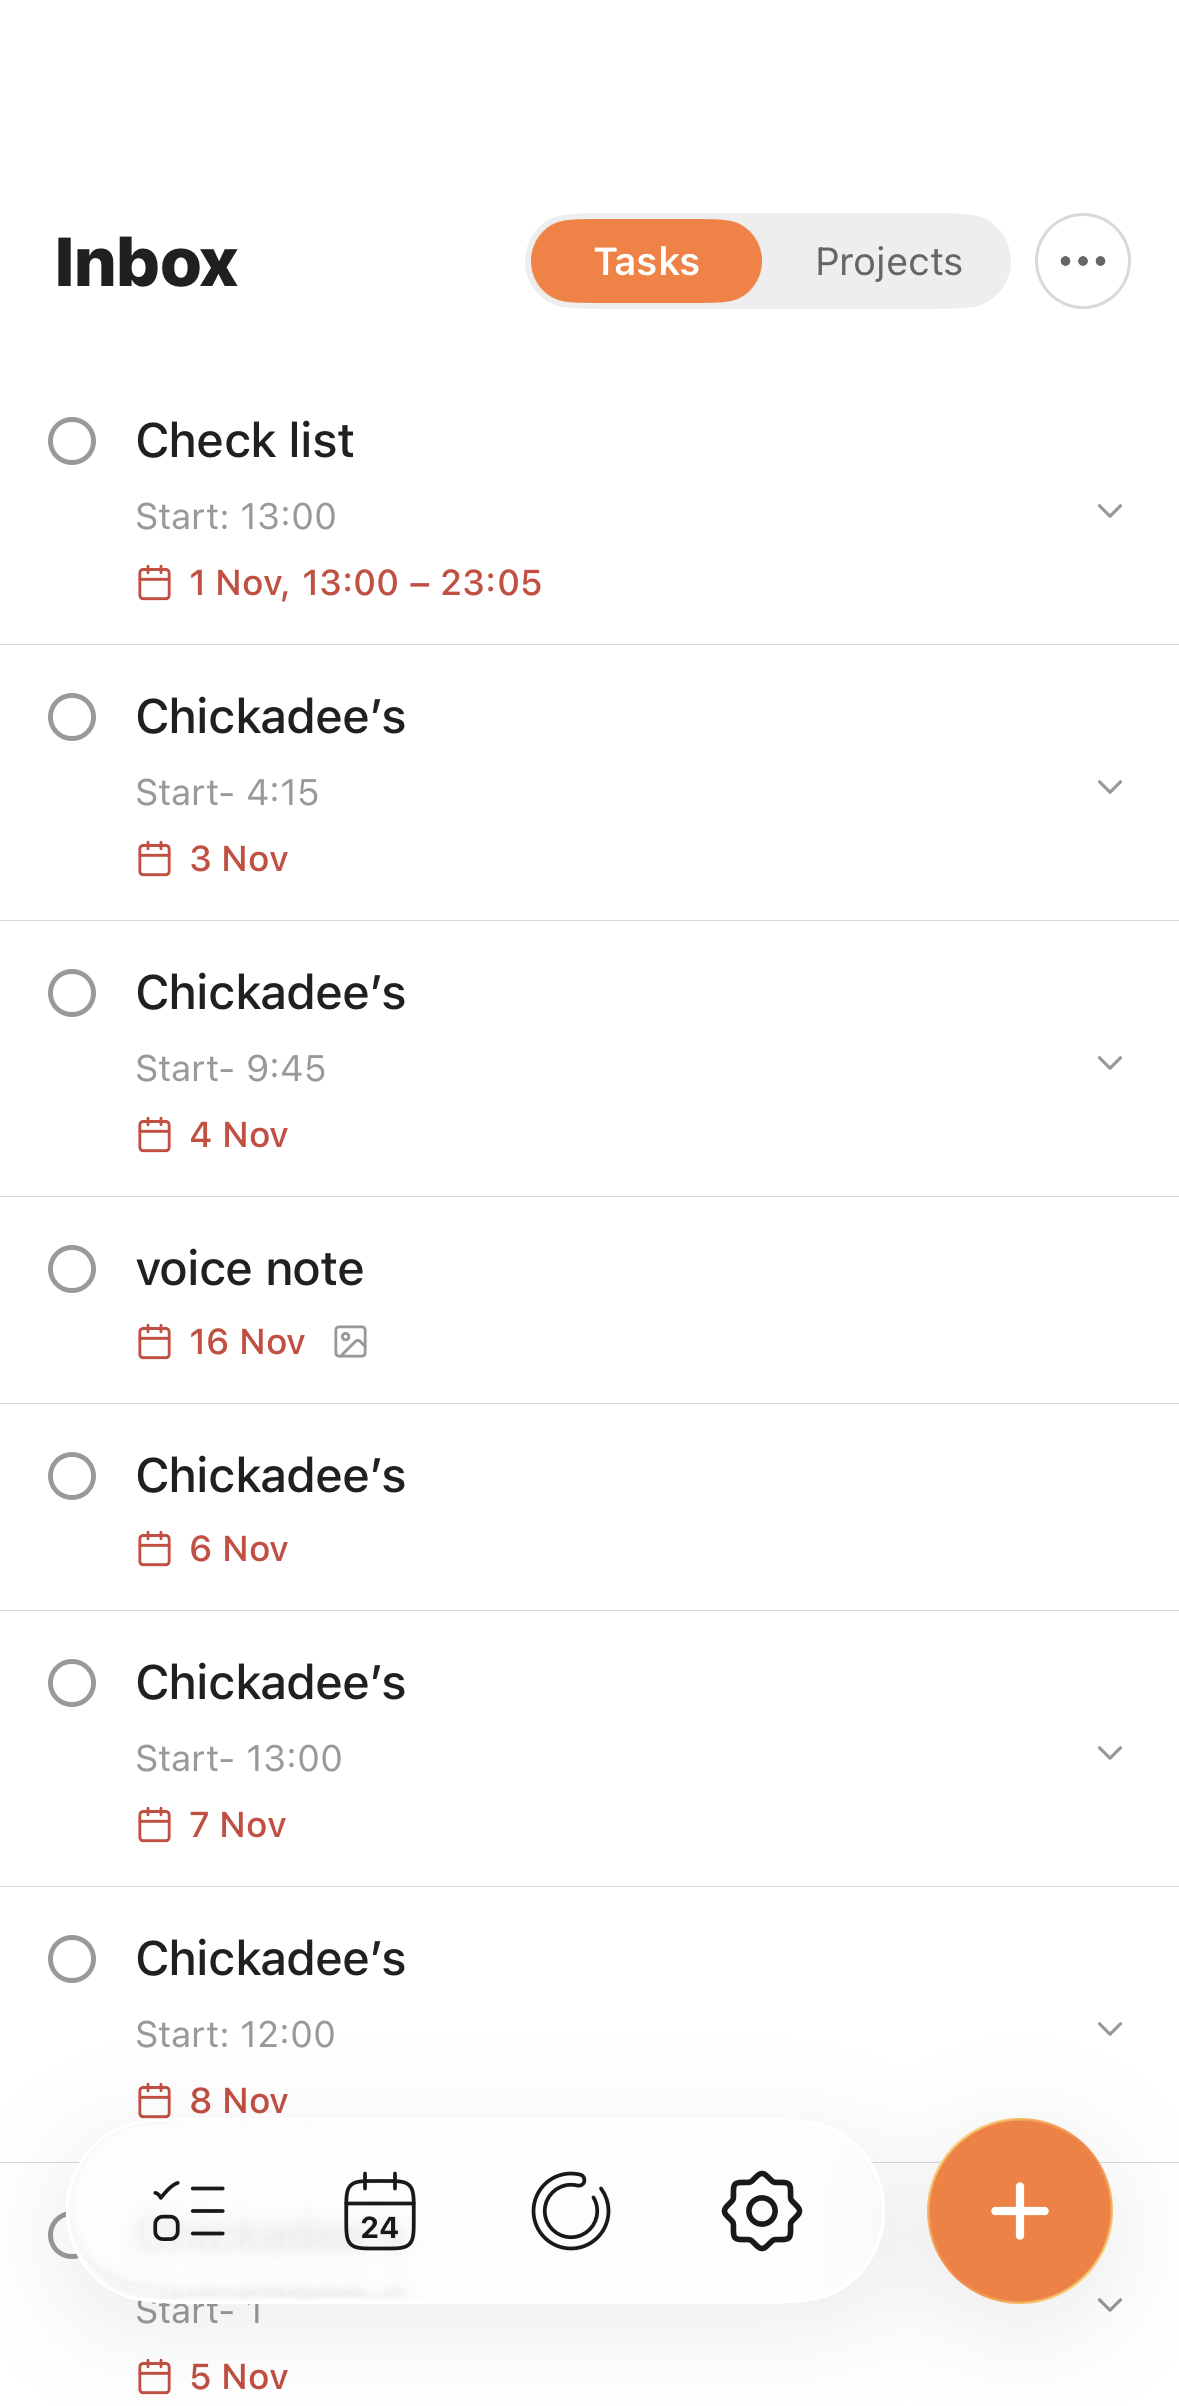 Inbox
Tasks
Projects
Check list
Start: 13:00
1 Nov, 13:00 – 23:05
Chickadee’s
Start- 4:15
3 Nov
Chickadee’s
Start- 9:45
4 Nov
voice note
16 Nov
Chickadee’s
6 Nov
Chickadee’s
Start- 13:00
7 Nov
Chickadee’s
Start: 12:00
8 Nov
24
Start- 1
5 Nov